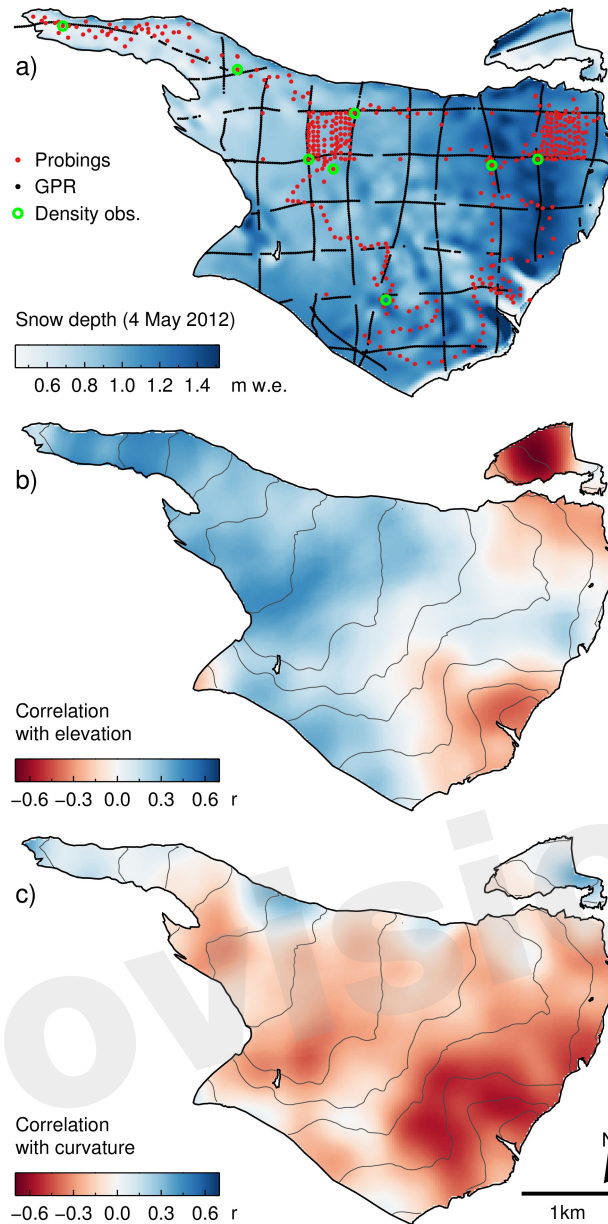 a)
Probings
GPR
Density obs.
Snow depth (4 May 2012)
0.6 0.8 1.0 1.2 1.4 m w.e.
b)
Correlation
with elevation
−0.6 −0.3 0.0 0.3 0.6 r
c)
ovisio
Correlation
with curvature
−0.6 −0.3 0.0 0.3 0.6 r
N
1km